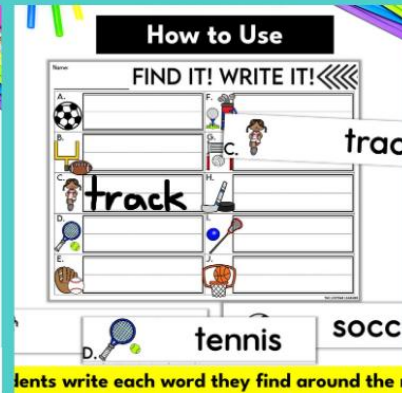 How to Use
Name:
FIND IT! WRITE IT!
A.
F.
B.
G.
C.
trac
C.
track
H.
D.
I.
E.
J.
D.
tennis
socc
dents write each word they find around the